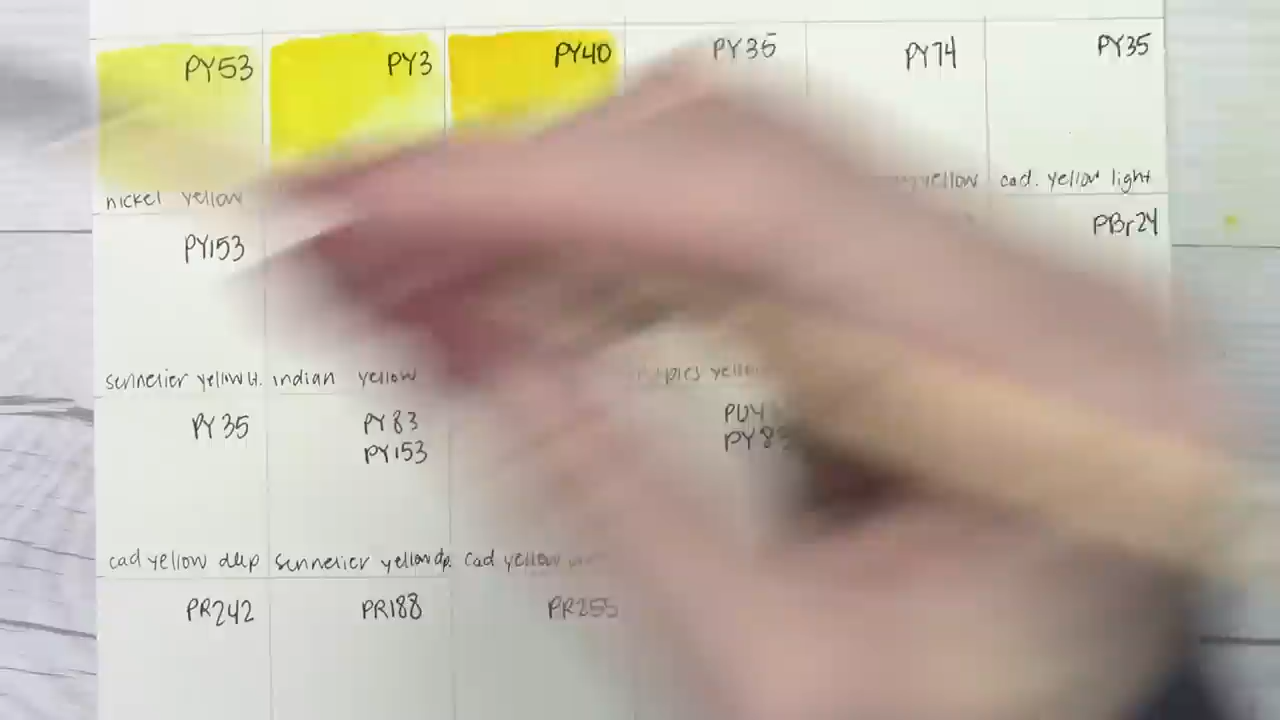 PY53 PY3 PY40 PY35 PY74 PY35
nickel yellow yellow cad. yellow light
PY153 PBr24
sennelier yellow lt. indian yellow
PY35 PY83
PY153
cad yellow deep sennelier yellow dp. cad yellow
PR242 PR188 PR255